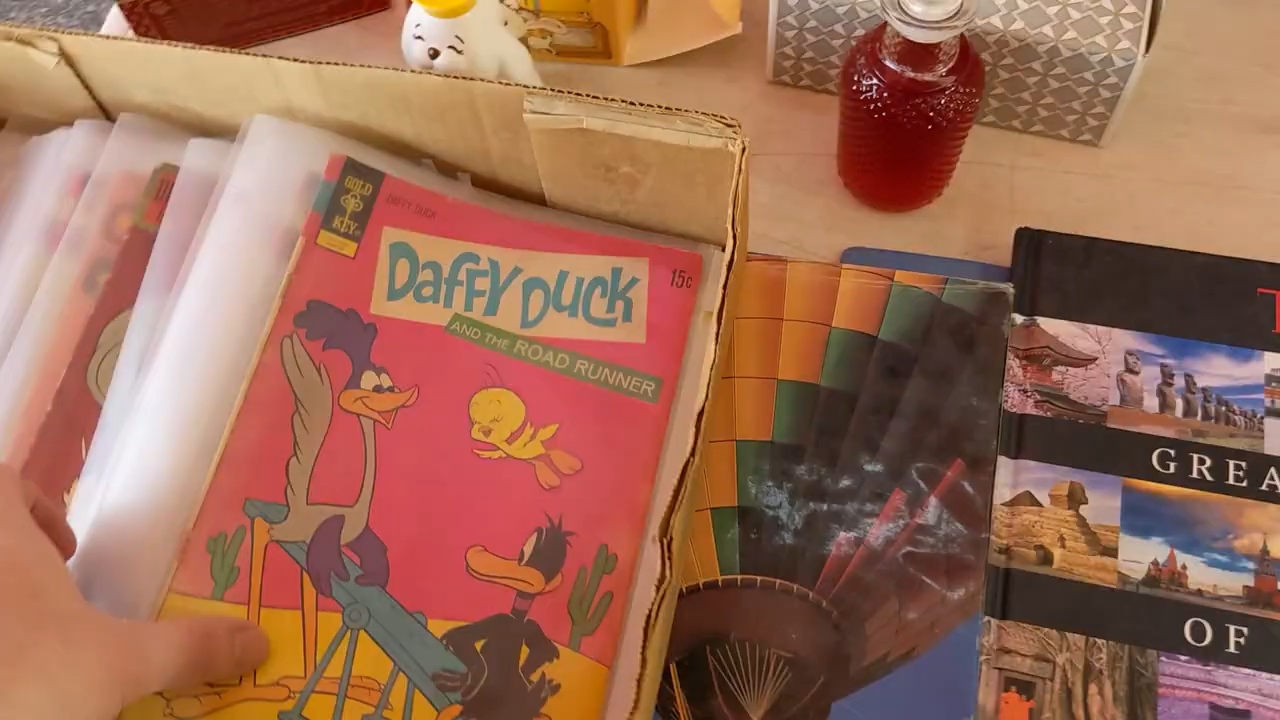 GOLD
KEY
DAFFY DUCK
DaFFY DUCK
15¢
AND THE ROAD RUNNER
GREA
OF